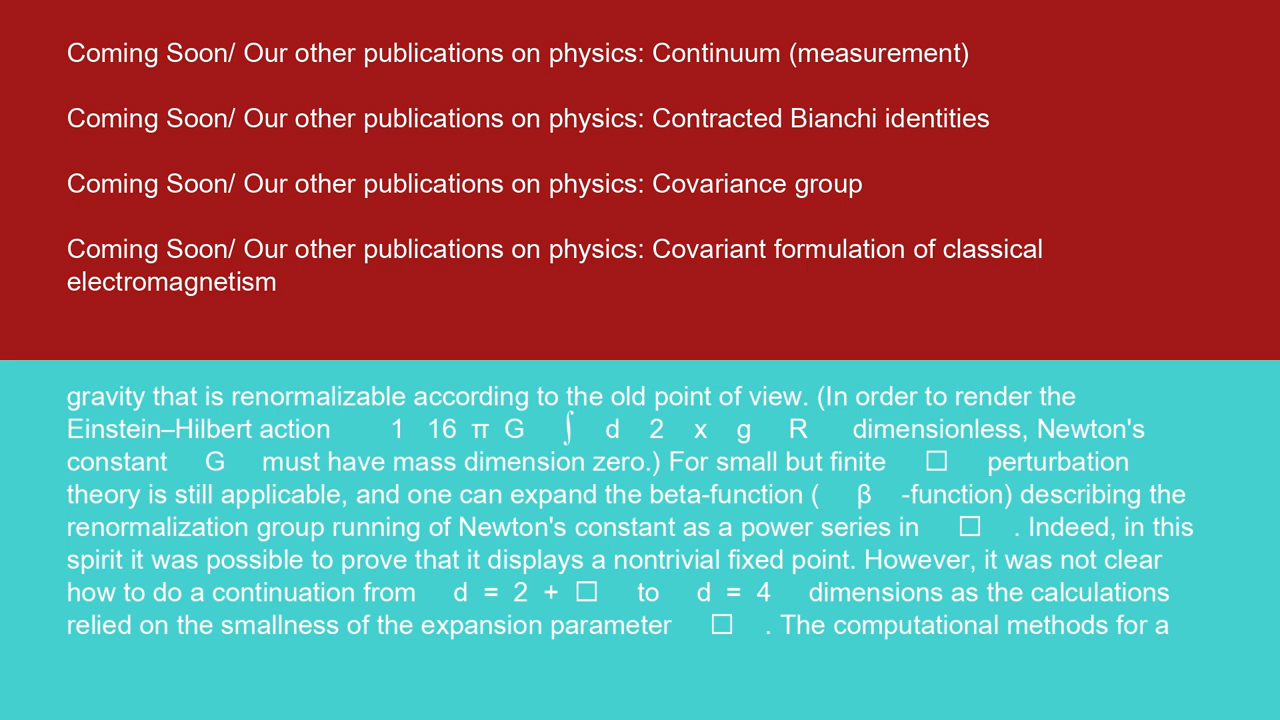 Coming Soon/ Our other publications on physics: Continuum (measurement)
Coming Soon/ Our other publications on physics: Contracted Bianchi identities
Coming Soon/ Our other publications on physics: Covariance group
Coming Soon/ Our other publications on physics: Covariant formulation of classical
electromagnetism
gravity that is renormalizable according to the old point of view. (In order to render the
Einstein–Hilbert action 1 16 π G ∫ d 2 x g R dimensionless, Newton's
constant G must have mass dimension zero.) For small but finite □ perturbation
theory is still applicable, and one can expand the beta-function ( β -function) describing the
renormalization group running of Newton's constant as a power series in □ . Indeed, in this
spirit it was possible to prove that it displays a nontrivial fixed point. However, it was not clear
how to do a continuation from d = 2 + □ to d = 4 dimensions as the calculations
relied on the smallness of the expansion parameter □ . The computational methods for a